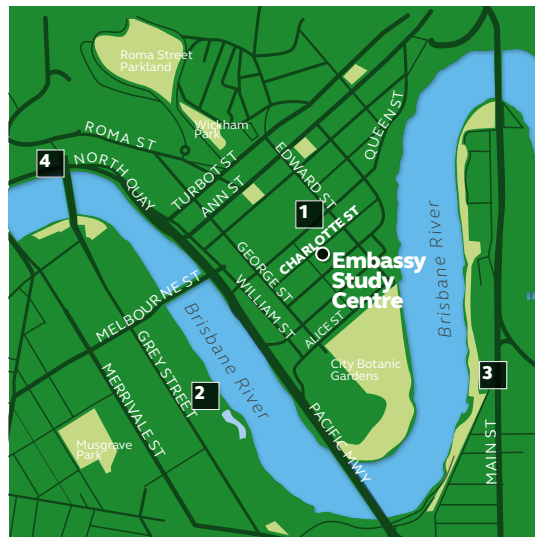 Roma Street
Parkland
Wickham
Park
ROMA ST
NORTH QUAY
4
TURBOT ST
ANN ST
EDWARD ST
QUEEN ST
1
CHARLOTTE ST
Embassy
Study
Centre
GEORGE ST
WILLIAM ST
ALICE ST
Brisbane River
MELBOURNE ST
Brisbane River
City Botanic
Gardens
GREY STREET
2
3
MERRIVALE ST
Musgrave
Park
PACIFIC MWY
MAIN ST